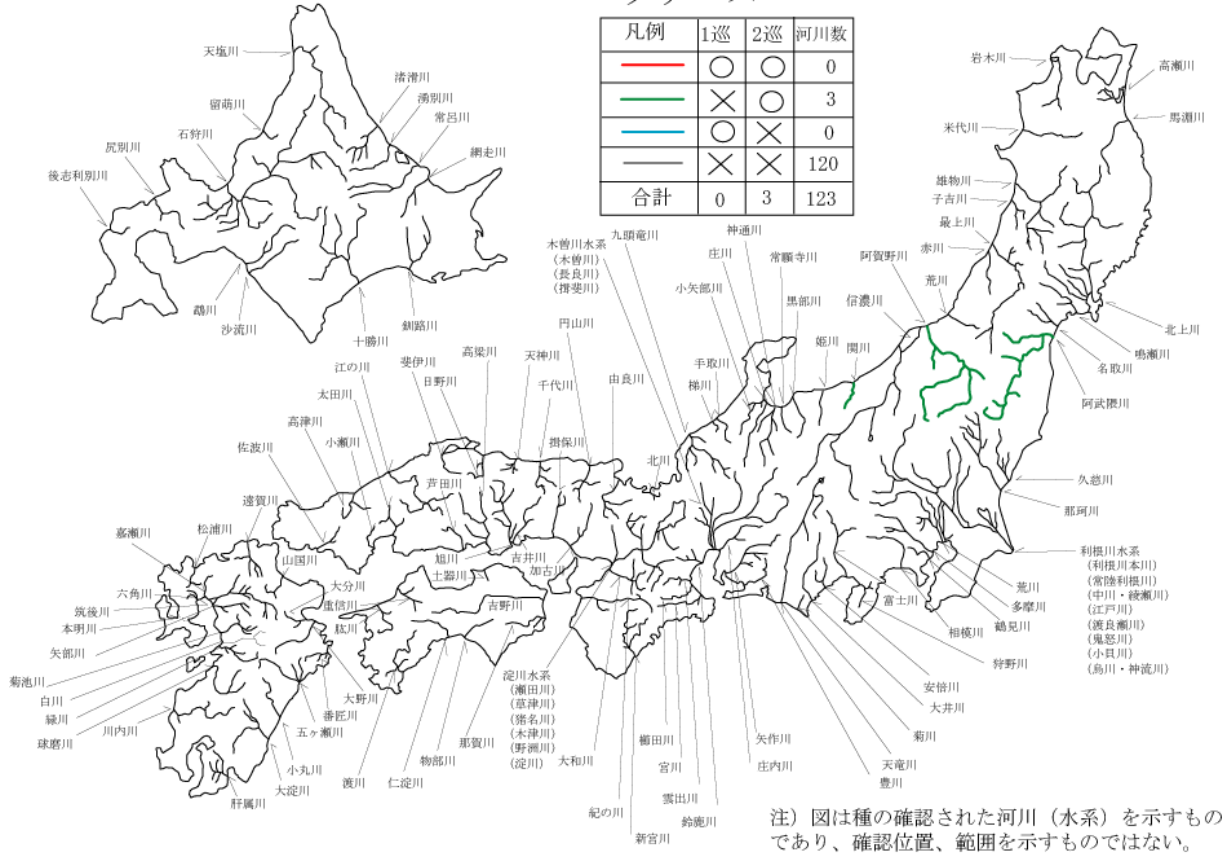 凡例 1巡 2巡 河川数
○ ○ 0
× ○ 3
○ × 0
× × 120
合計 0 3 123
天塩川
渚滑川
湧別川
常呂川
網走川
留萌川
石狩川
尻別川
後志利別川
鵡川
沙流川
十勝川
釧路川
岩木川
高瀬川
馬淵川
米代川
雄物川
子吉川
最上川
赤川
荒川
阿賀野川
信濃川
北上川
鳴瀬川
名取川
阿武隈川
久慈川
那珂川
九頭竜川
神通川
庄川
常願寺川
小矢部川
黒部川
木曽川水系
(木曽川)
(長良川)
(揖斐川)
姫川
関川
手取川
梯川
円山川
由良川
北川
天神川
千代川
揖保川
高梁川
斐伊川
日野川
江の川
太田川
高津川
小瀬川
佐波川
芦田川
旭川
吉井川
加古川
遠賀川
松浦川
嘉瀬川
山国川
大分川
六角川
筑後川
本明川
矢部川
菊池川
白川
緑川
球磨川
川内川
肝属川
大淀川
小丸川
五ヶ瀬川
番匠川
大野川
土器川
重信川
肱川
吉野川
渡川
仁淀川
物部川
那賀川
淀川水系
(瀬田川)
(草津川)
(猪名川)
(木津川)
(野洲川)
(淀川)
大和川
紀の川
新宮川
櫛田川
宮川
雲出川
鈴鹿川
矢作川
庄内川
豊川
天竜川
菊川
大井川
安倍川
狩野川
富士川
相模川
鶴見川
多摩川
荒川
利根川水系
(利根川本川)
(常陸利根川)
(中川・綾瀬川)
(江戸川)
(渡良瀬川)
(鬼怒川)
(小貝川)
(烏川・神流川)
注）図は種の確認された河川（水系）を示すもの
であり、確認位置、範囲を示すものではない。